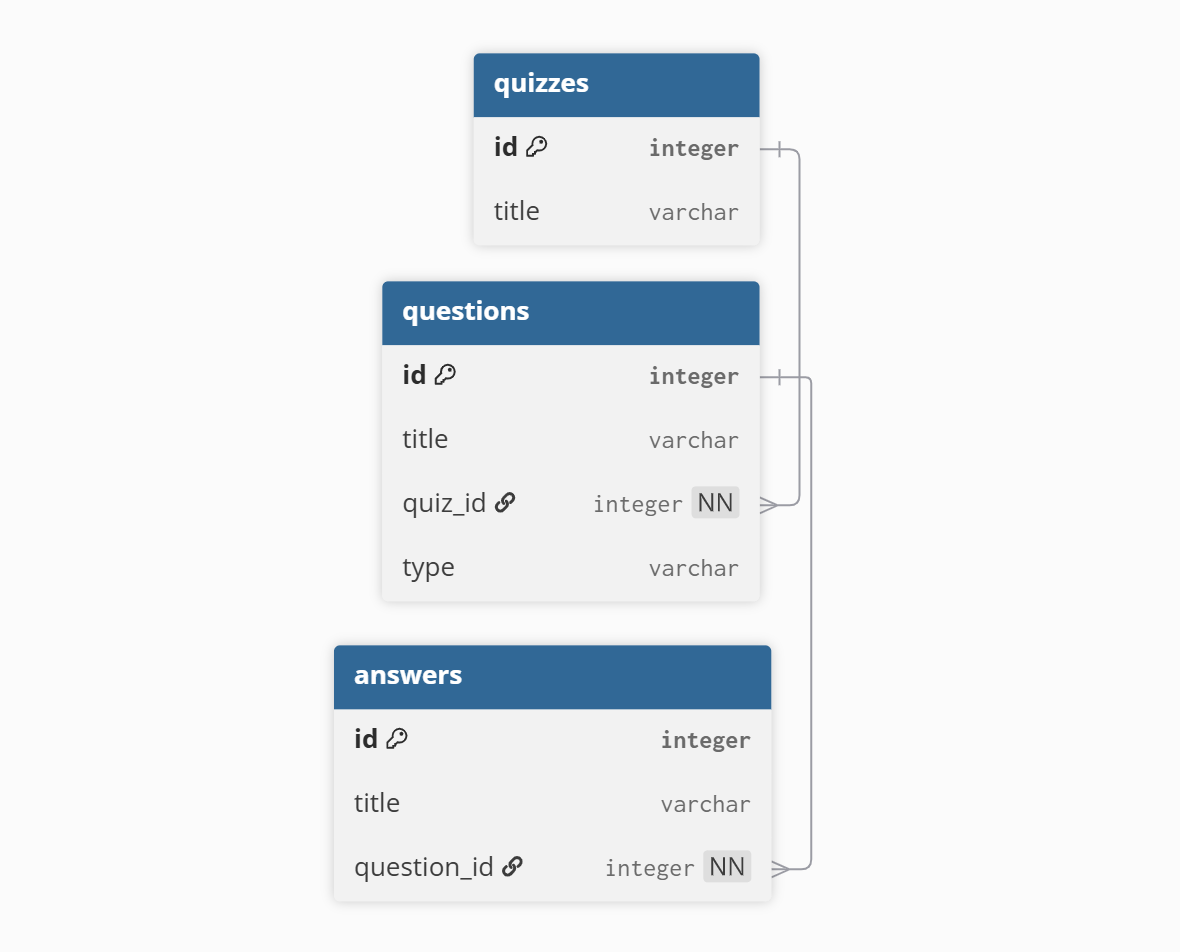 quizzes
id integer
title varchar
questions
id integer
title varchar
quiz_id integer NN
type varchar
answers
id integer
title varchar
question_id integer NN